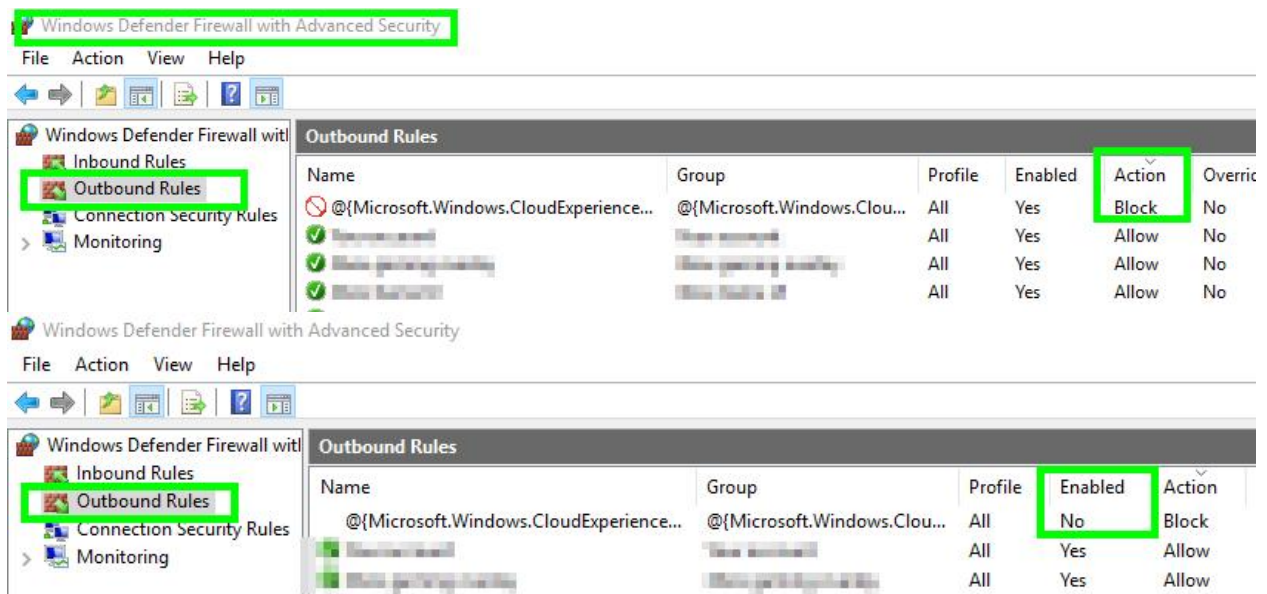 Windows Defender Firewall with Advanced Security
File Action View Help
Windows Defender Firewall witl Outbound Rules
Inbound Rules
Name Group Profile Enabled Action Overric
Outbound Rules
@{Microsoft.Windows.CloudExperience... @{Microsoft.Windows.Clou... All Yes Block No
Connection Security Rules
All Yes Allow No
Monitoring
All Yes Allow No
All Yes Allow No
Windows Defender Firewall with Advanced Security
File Action View Help
Windows Defender Firewall witl Outbound Rules
Inbound Rules
Name Group Profile Enabled Action
Outbound Rules
@{Microsoft.Windows.CloudExperience... @{Microsoft.Windows.Clou... All No Block
Connection Security Rules
All Yes Allow
Monitoring
All Yes Allow